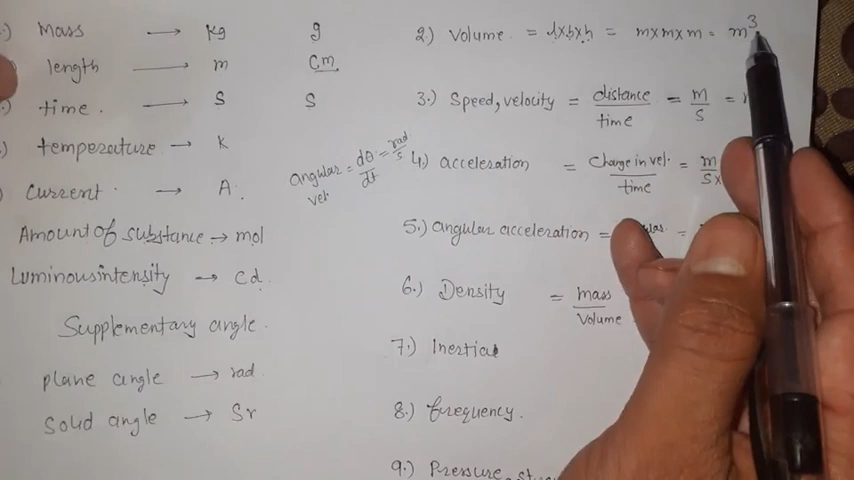 .) Mass → Kg g
length → m Cm
.) time. → S S
.) temperature → K
) Current. → A.
Amount of substance → mol
Luminousintensity → Cd
Supplementary angle.
plane angle → rad
Solid angle → Sr
2.) Volume. = l×b×h = m×m×m = m³
3.) Speed, velocity = distance/time = m/s =
angular vel = dθ/dt = rad/s
4.) acceleration = Change in vel./time = m/s×
5.) angular acceleration = =
6.) Density = mass/Volume
7.) Inertia
8.) frequency.
9.) Pressure,